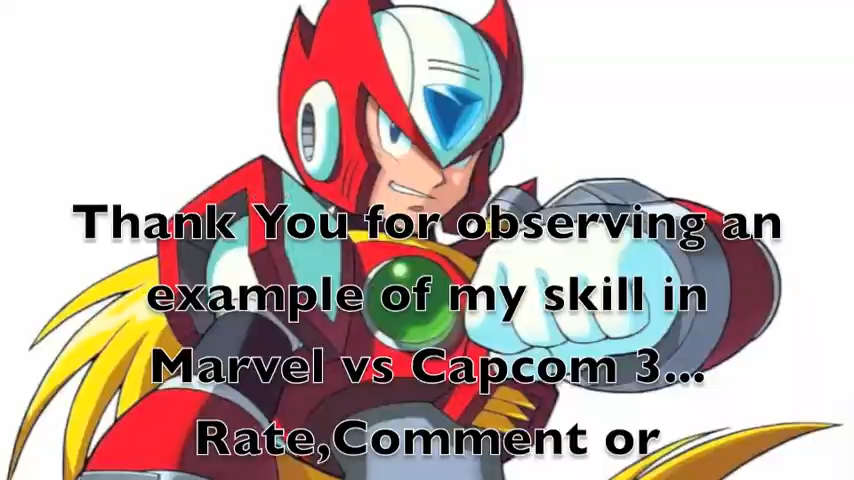 Thank You for observing an
example of my skill in
Marvel vs Capcom 3...
Rate,Comment or